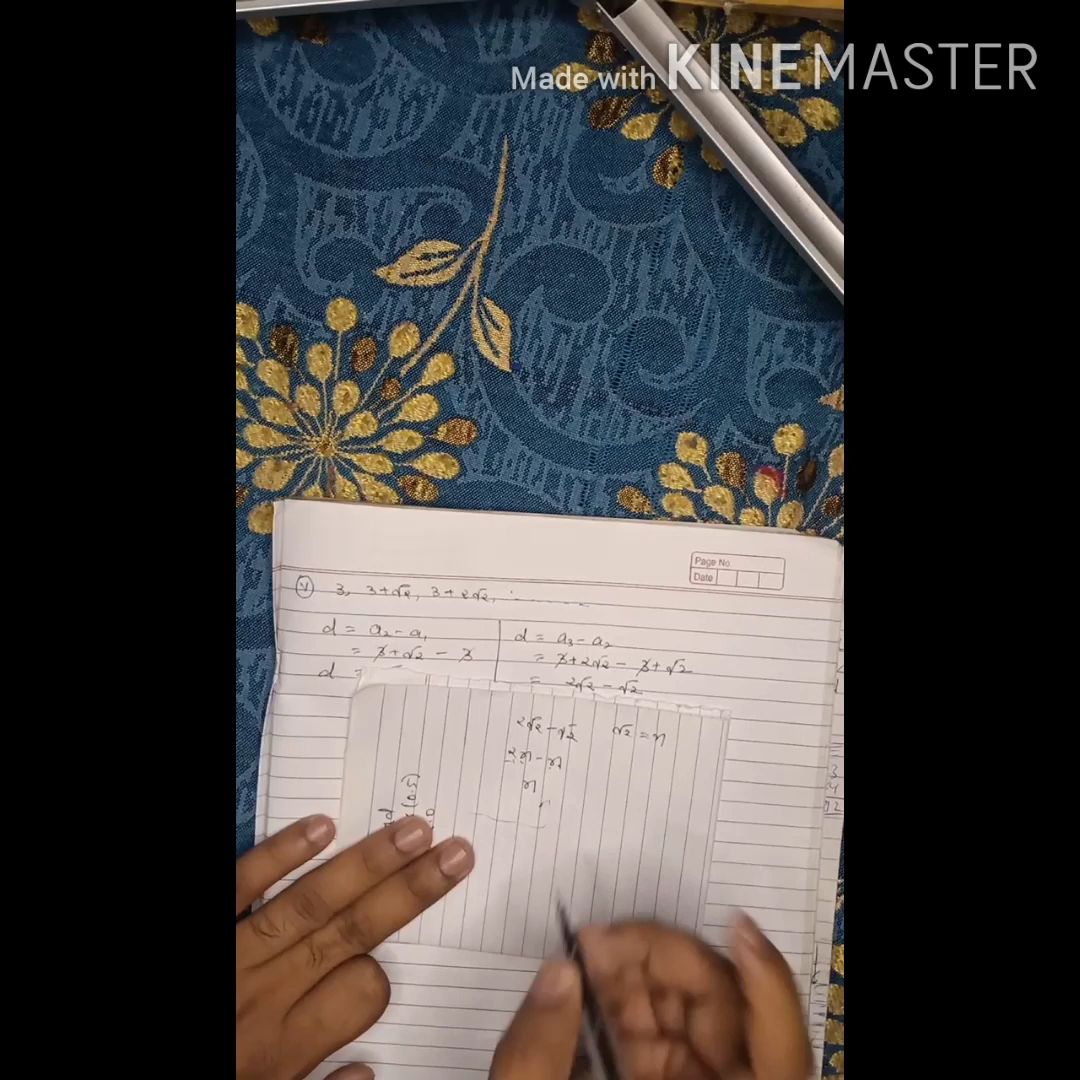 Made with KINEMASTER
Page No.
Date
(V) 3, 3+√2, 3+2√2, ..........
d = a₂ - a₁
= 3+√2 - 3
d =
d = a₃ - a₂
= 3+2√2 - 3+√2
= 2√2 - √2
2√2 - √2
√2 = x
2x - x
x